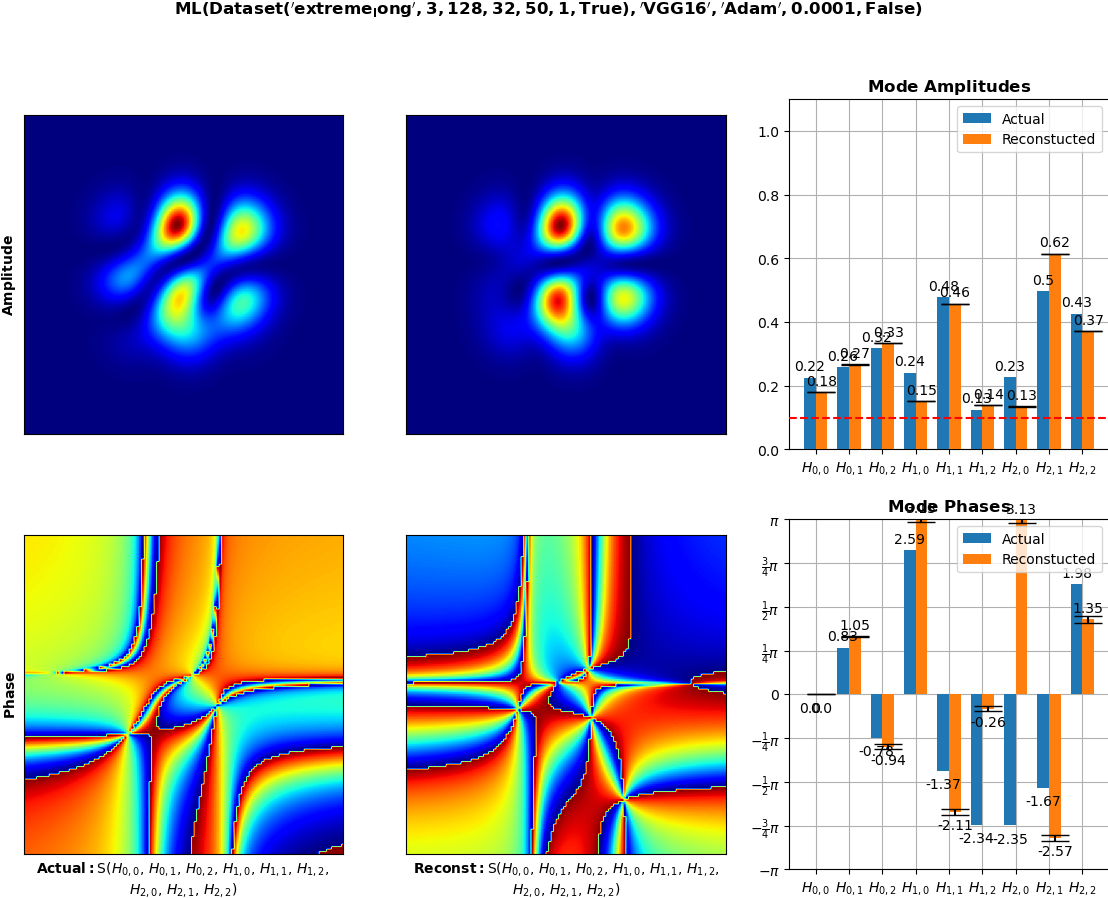 ML(Dataset('extreme_long', 3, 128, 32, 50, 1, True), 'VGG16', 'Adam', 0.0001, False)
Amplitude
Mode Amplitudes
Actual
Reconstucted
1.0
0.8
0.6
0.4
0.2
0.0
0.22
0.18
0.26
0.27
0.32
0.33
0.24
0.15
0.48
0.46
0.13
0.14
0.23
0.13
0.5
0.62
0.43
0.37
H0,0 H0,1 H0,2 H1,0 H1,1 H1,2 H2,0 H2,1 H2,2
Phase
Actual: S(H0,0, H0,1, H0,2, H1,0, H1,1, H1,2,
H2,0, H2,1, H2,2)
Reconst: S(H0,0, H0,1, H0,2, H1,0, H1,1, H1,2,
H2,0, H2,1, H2,2)
Mode Phases
Actual
Reconstucted
π
3/4π
1/2π
1/4π
0
−1/4π
−1/2π
−3/4π
−π
0.0
0.0
0.83
1.05
-0.78
-0.94
2.59
-1.37
-2.11
-2.34
-0.26
-2.35
3.13
-1.67
-2.57
1.98
1.35
H0,0 H0,1 H0,2 H1,0 H1,1 H1,2 H2,0 H2,1 H2,2